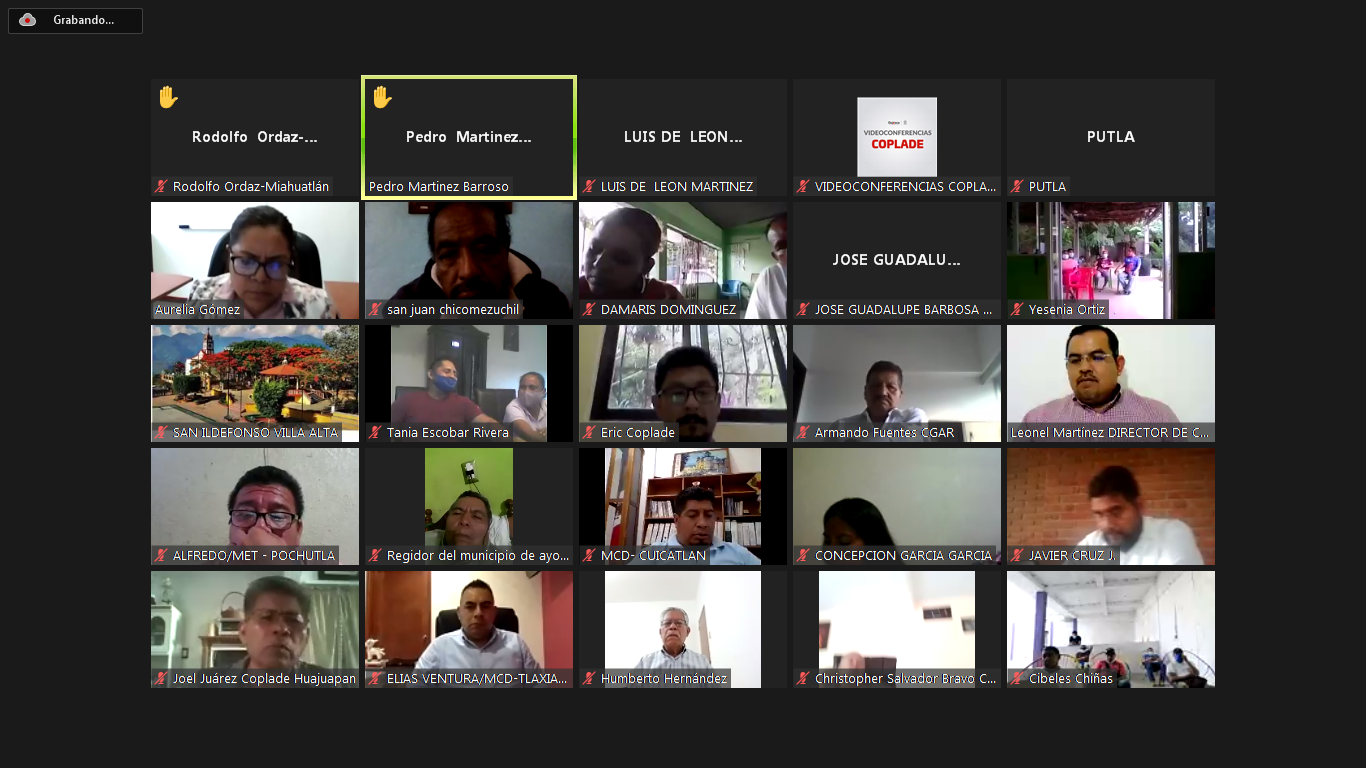 Grabando...
Rodolfo Ordaz-...
Rodolfo Ordaz-Miahuatlán
Pedro Martinez...
Pedro Martinez Barroso
LUIS DE LEON...
LUIS DE LEON MARTINEZ
VIDEOCONFERENCIAS
COPLADE
VIDEOCONFERENCIAS COPLA...
PUTLA
PUTLA
Aurelia Gómez
san juan chicomezuchil
DAMARIS DOMINGUEZ
JOSE GUADALU...
JOSE GUADALUPE BARBOSA ...
Yesenia Ortiz
SAN ILDEFONSO VILLA ALTA
Tania Escobar Rivera
Eric Coplade
Armando Fuentes CGAR
Leonel Martínez DIRECTOR DE C...
ALFREDO/MET - POCHUTLA
Regidor del municipio de ayo...
MCD- CUICATLAN
CONCEPCION GARCIA GARCIA
JAVIER CRUZ J.
Joel Juárez Coplade Huajuapan
ELIAS VENTURA/MCD-TLAXIA...
Humberto Hernández
Christopher Salvador Bravo C...
Cibeles Chiñas